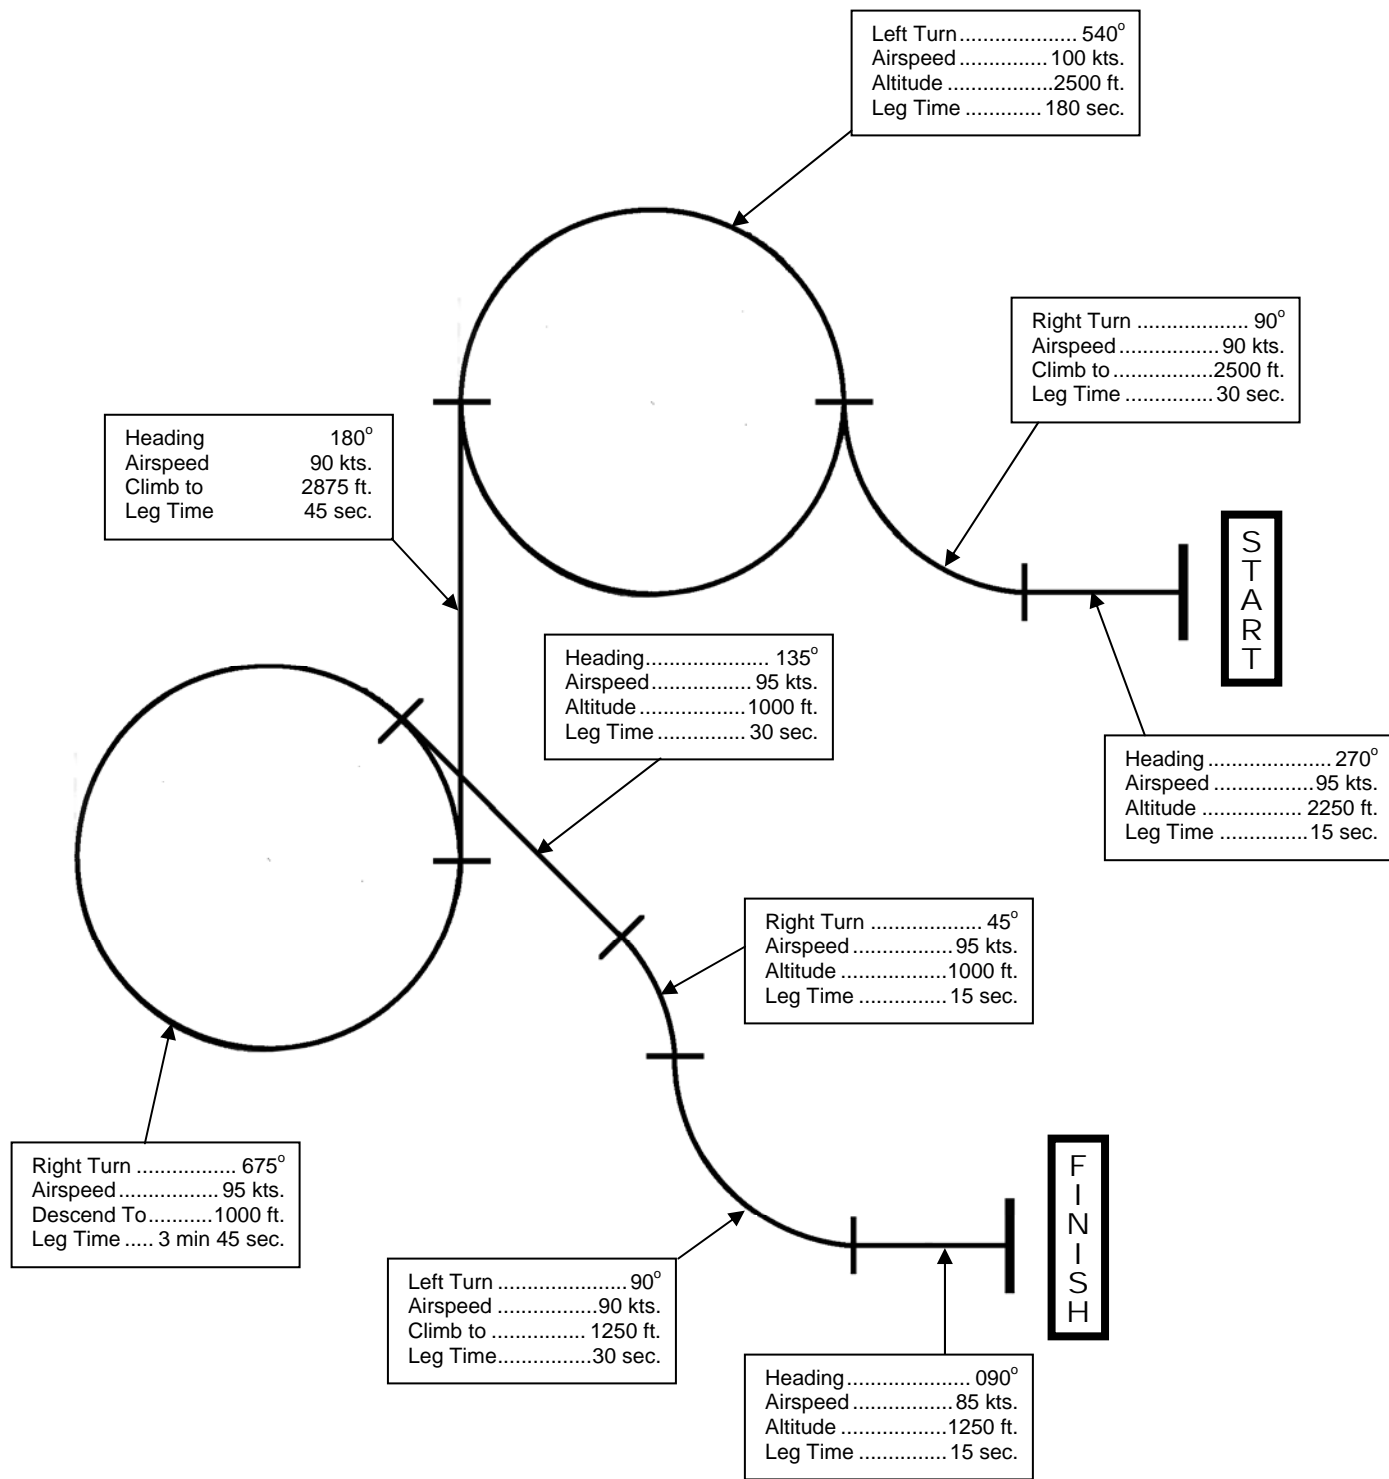 Left Turn.................... 540°
Airspeed............... 100 kts.
Altitude ..................2500 ft.
Leg Time ............. 180 sec.
Right Turn ................... 90°
Airspeed................. 90 kts.
Climb to.................2500 ft.
Leg Time ............... 30 sec.
Heading 180°
Airspeed 90 kts.
Climb to 2875 ft.
Leg Time 45 sec.
START
Heading..................... 135°
Airspeed................. 95 kts.
Altitude ..................1000 ft.
Leg Time ............... 30 sec.
Heading ..................... 270°
Airspeed .................95 kts.
Altitude ................. 2250 ft.
Leg Time ...............15 sec.
Right Turn ................... 45°
Airspeed .................95 kts.
Altitude ..................1000 ft.
Leg Time ............... 15 sec.
Right Turn ................. 675°
Airspeed................. 95 kts.
Descend To...........1000 ft.
Leg Time ..... 3 min 45 sec.
FINISH
Left Turn ......................90°
Airspeed ..................90 kts.
Climb to ................ 1250 ft.
Leg Time................30 sec.
Heading..................... 090°
Airspeed ................. 85 kts.
Altitude ..................1250 ft.
Leg Time ...............15 sec.